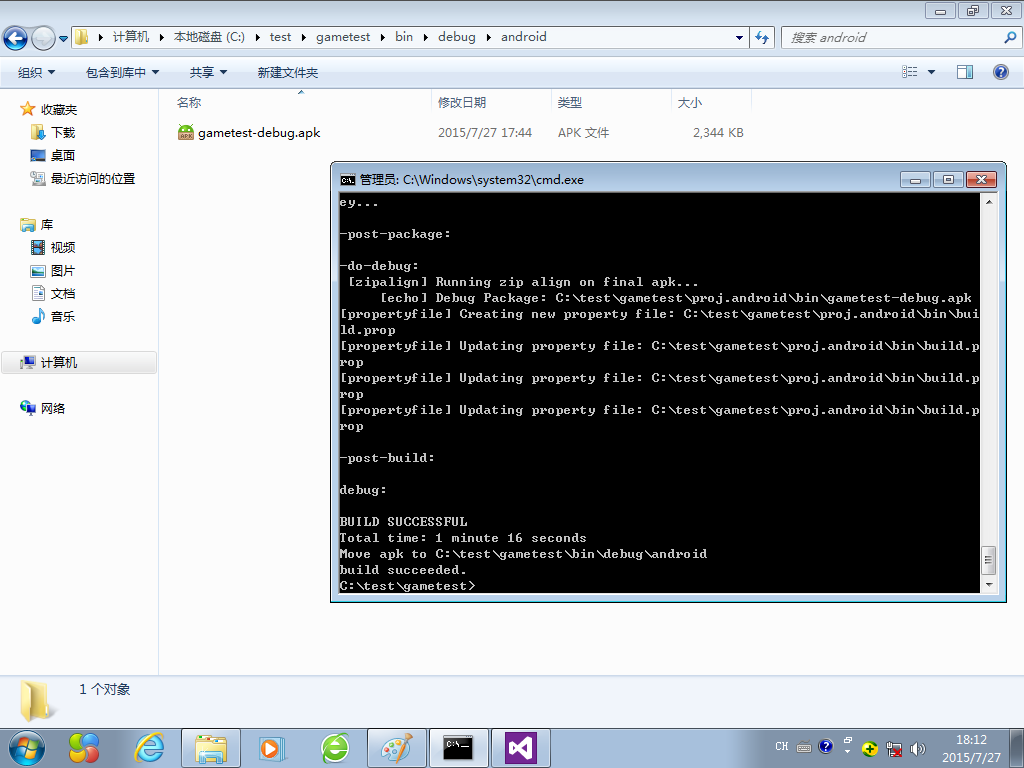 计算机 本地磁盘 (C:) test gametest bin debug android
搜索 android
组织 包含到库中 共享 新建文件夹
名称 修改日期 类型 大小
gametest-debug.apk 2015/7/27 17:44 APK 文件 2,344 KB
收藏夹
下载
桌面
最近访问的位置
库
视频
图片
文档
音乐
计算机
网络
管理员: C:\Windows\system32\cmd.exe
ey...
-post-package:
-do-debug:
[zipalign] Running zip align on final apk...
[echo] Debug Package: C:\test\gametest\proj.android\bin\gametest-debug.apk
[propertyfile] Creating new property file: C:\test\gametest\proj.android\bin\bui
ld.prop
[propertyfile] Updating property file: C:\test\gametest\proj.android\bin\build.p
rop
[propertyfile] Updating property file: C:\test\gametest\proj.android\bin\build.p
rop
[propertyfile] Updating property file: C:\test\gametest\proj.android\bin\build.p
rop
-post-build:
debug:
BUILD SUCCESSFUL
Total time: 1 minute 16 seconds
Move apk to C:\test\gametest\bin\debug\android
build succeeded.
C:\test\gametest>
1 个对象
CH
18:12
2015/7/27